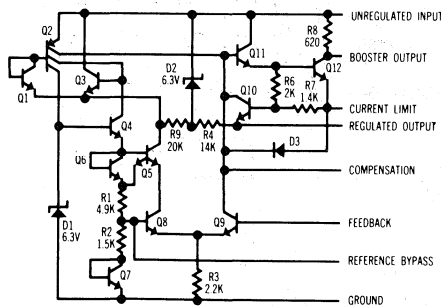 UNREGULATED INPUT
Q2
R8
620
Q11
BOOSTER OUTPUT
D2
6.3V
Q12
Q3
R6
2K
R7
1.4K
Q1
Q10
CURRENT LIMIT
REGULATED OUTPUT
Q4
R9
20K
R4
14K
D3
Q6
Q5
COMPENSATION
R1
4.9K
Q8
Q9
FEEDBACK
D1
6.3V
R2
1.5K
REFERENCE BYPASS
Q7
R3
2.2K
GROUND